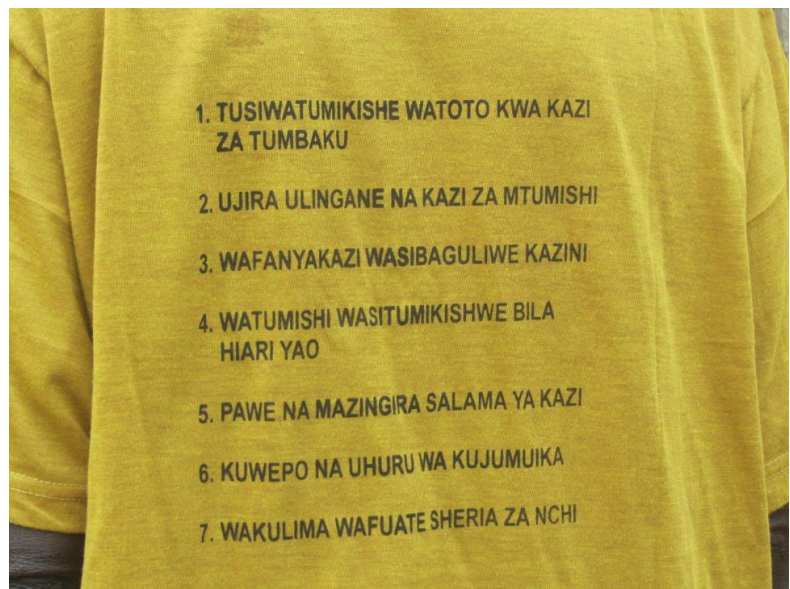 1. TUSIWATUMIKISHE WATOTO KWA KAZI
ZA TUMBAKU
2. UJIRA ULINGANE NA KAZI ZA MTUMISHI
3. WAFANYAKAZI WASIBAGULIWE KAZINI
4. WATUMISHI WASITUMIKISHWE BILA
HIARI YAO
5. PAWE NA MAZINGIRA SALAMA YA KAZI
6. KUWEPO NA UHURU WA KUJUMUIKA
7. WAKULIMA WAFUATE SHERIA ZA NCHI